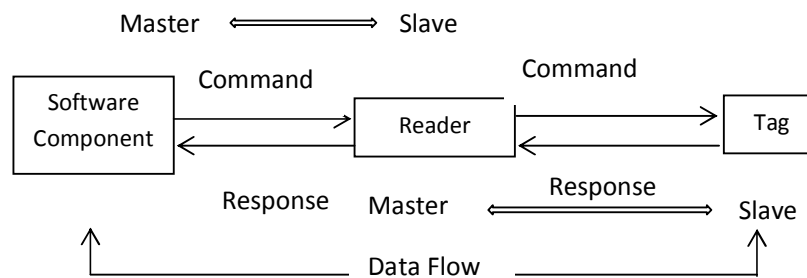 Master Slave
Command Command
Software
Component
Reader
Tag
Response Master Response Slave
Data Flow